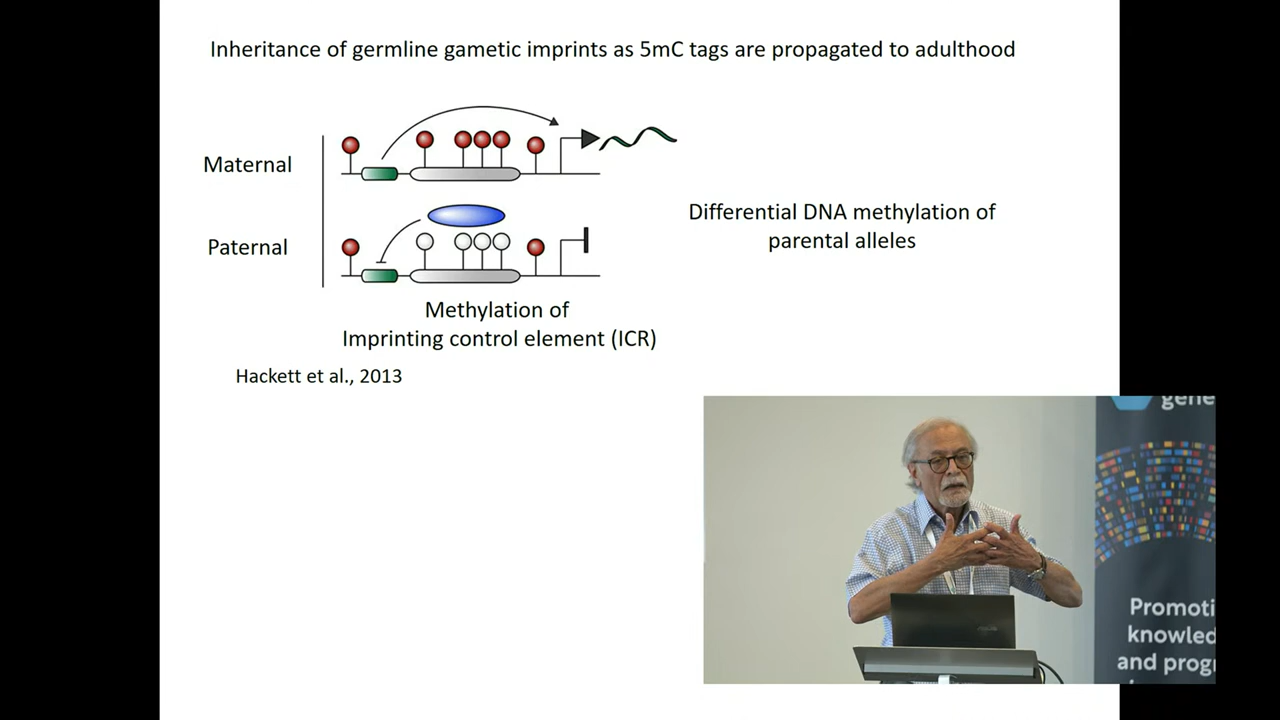 Inheritance of germline gametic imprints as 5mC tags are propagated to adulthood
Maternal
Paternal
Differential DNA methylation of
parental alleles
Methylation of
Imprinting control element (ICR)
Hackett et al., 2013
gene
Promoti
knowled
and prog